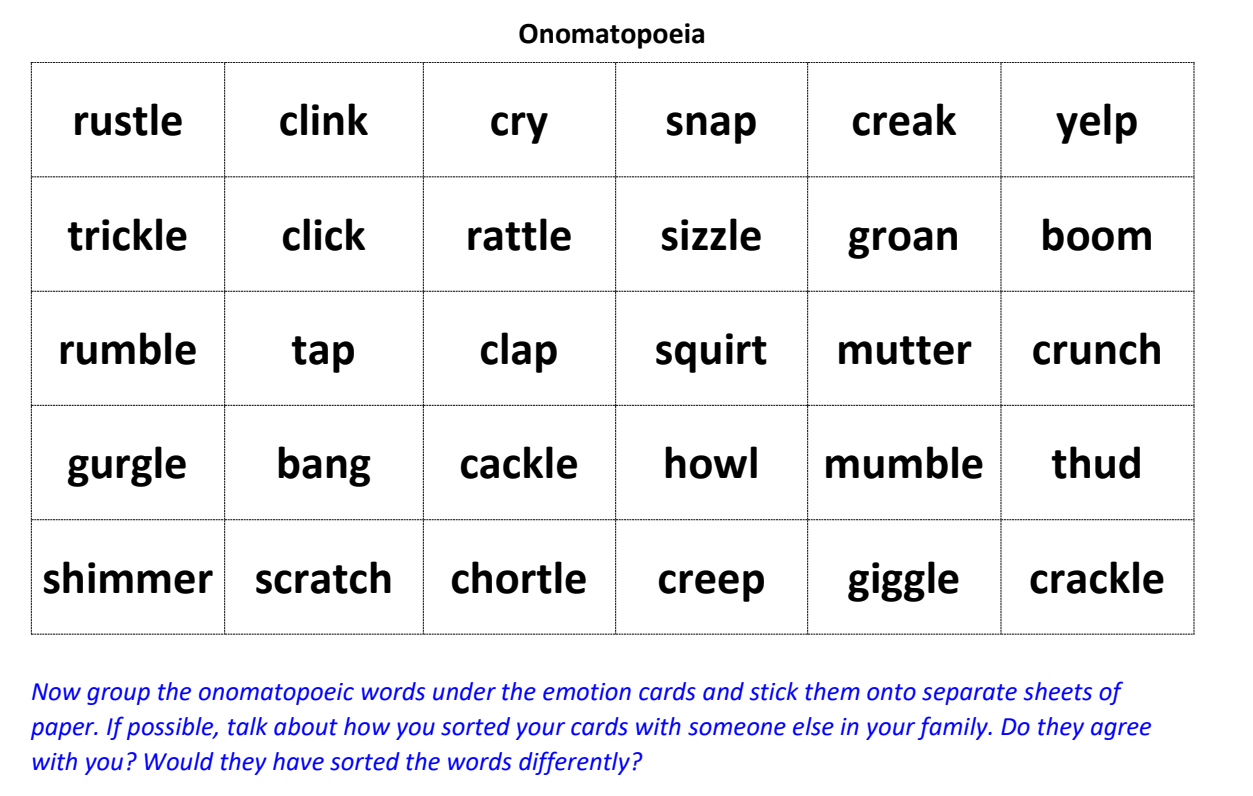 Onomatopoeia
rustle clink cry snap creak yelp
trickle click rattle sizzle groan boom
rumble tap clap squirt mutter crunch
gurgle bang cackle howl mumble thud
shimmer scratch chortle creep giggle crackle
Now group the onomatopoeic words under the emotion cards and stick them onto separate sheets of
paper. If possible, talk about how you sorted your cards with someone else in your family. Do they agree
with you? Would they have sorted the words differently?